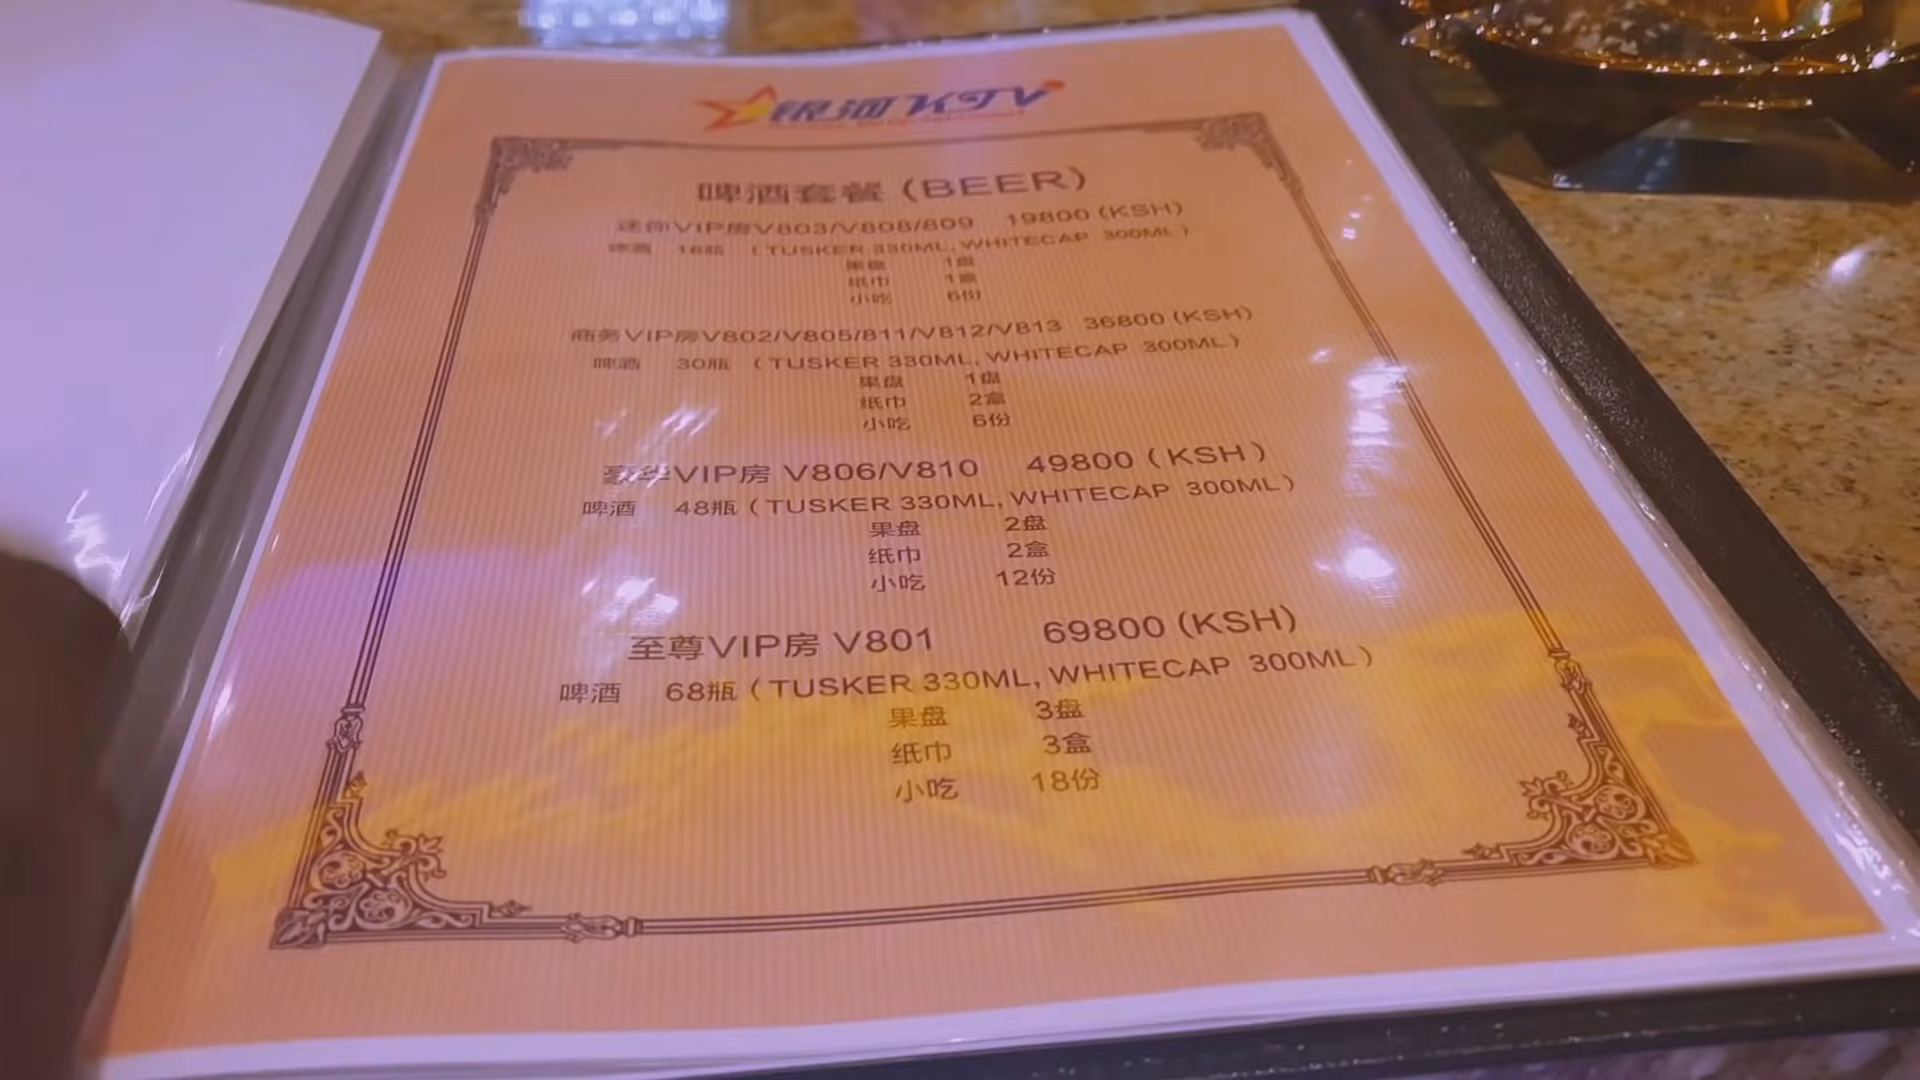 银河KTV
啤酒套餐 (BEER)
迷你VIP房V803/V808/809 19800 (KSH)
啤酒 16瓶 (TUSKER 330ML, WHITECAP 300ML)
果盘 1盘
纸巾 1盒
小吃 6份
商务VIP房V802/V805/811/V812/V813 36800 (KSH)
啤酒 30瓶 (TUSKER 330ML, WHITECAP 300ML)
果盘 1盘
纸巾 2盒
小吃 6份
豪华VIP房 V806/V810 49800 (KSH)
啤酒 48瓶 (TUSKER 330ML, WHITECAP 300ML)
果盘 2盘
纸巾 2盒
小吃 12份
至尊VIP房 V801 69800 (KSH)
啤酒 68瓶 (TUSKER 330ML, WHITECAP 300ML)
果盘 3盘
纸巾 3盒
小吃 18份